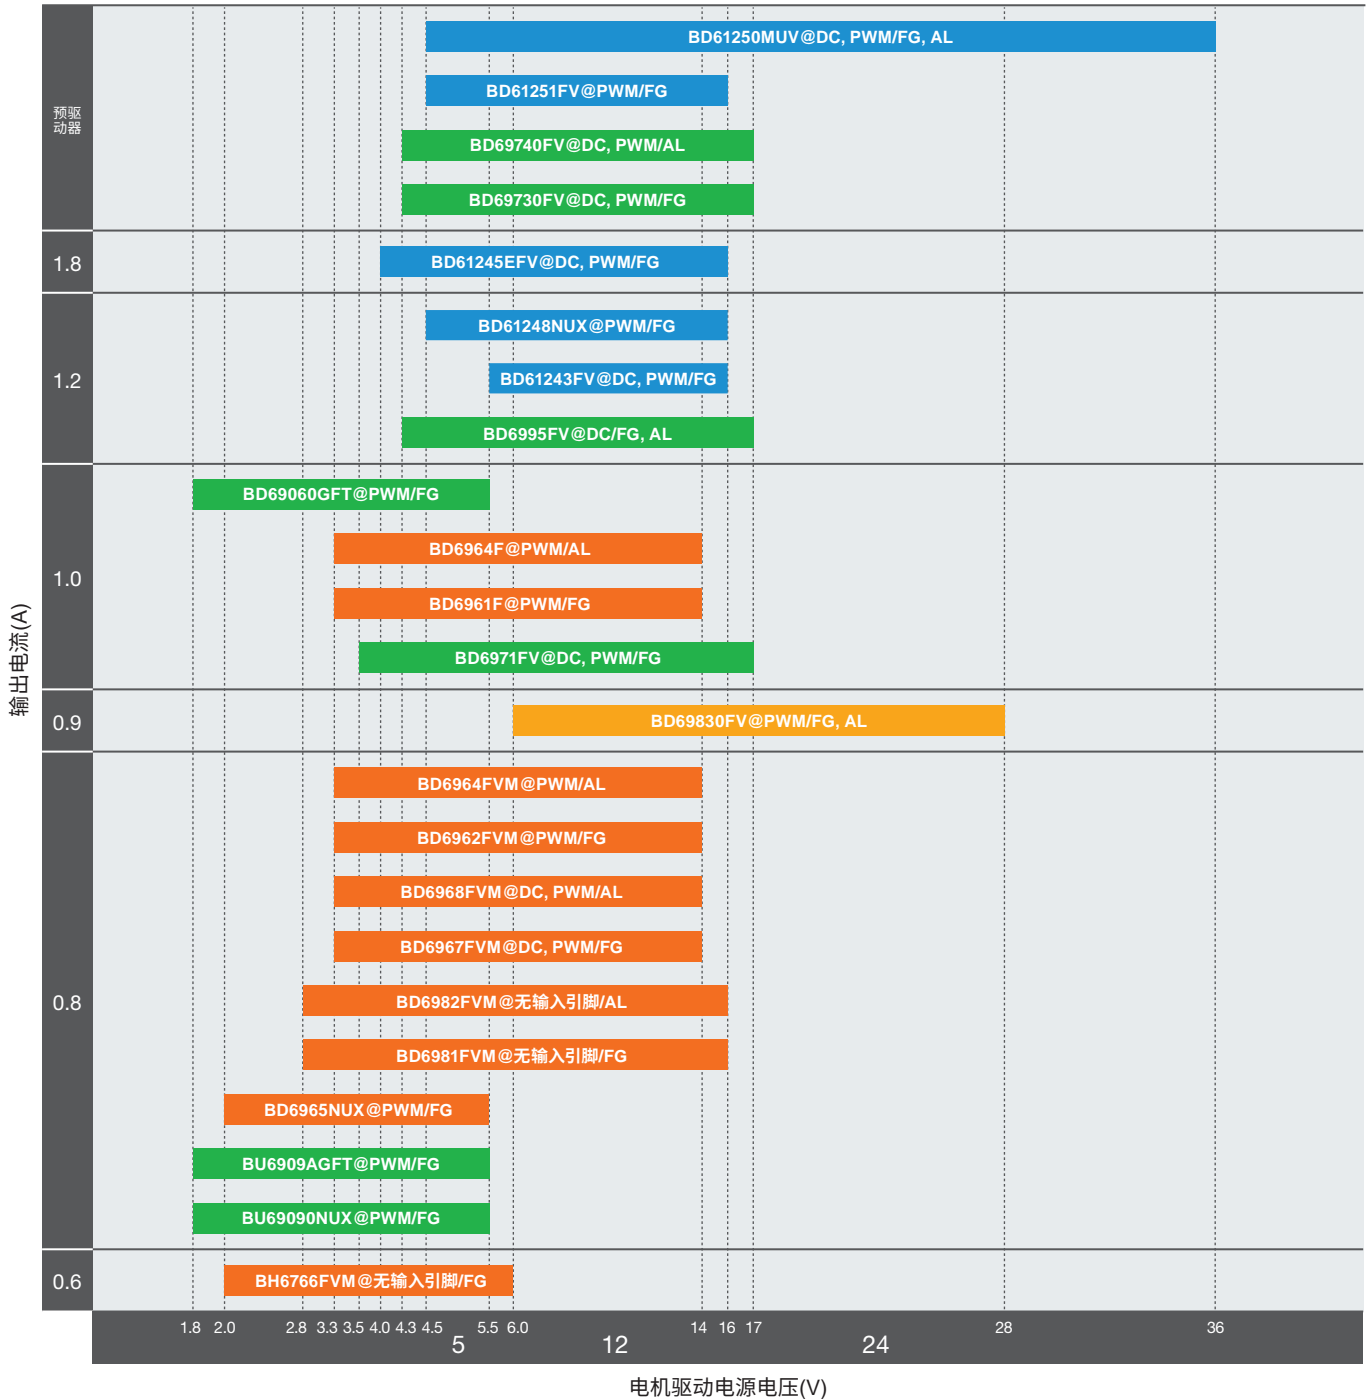 BD61250MUV@DC, PWM/FG, AL
BD61251FV@PWM/FG
预驱
动器
BD69740FV@DC, PWM/AL
BD69730FV@DC, PWM/FG
1.8
BD61245EFV@DC, PWM/FG
BD61248NUX@PWM/FG
1.2
BD61243FV@DC, PWM/FG
BD6995FV@DC/FG, AL
BD69060GFT@PWM/FG
BD6964F@PWM/AL
1.0
BD6961F@PWM/FG
BD6971FV@DC, PWM/FG
输出电流(A)
0.9
BD69830FV@PWM/FG, AL
BD6964FVM@PWM/AL
BD6962FVM@PWM/FG
BD6968FVM@DC, PWM/AL
BD6967FVM@DC, PWM/FG
0.8
BD6982FVM@无输入引脚/AL
BD6981FVM@无输入引脚/FG
BD6965NUX@PWM/FG
BU6909AGFT@PWM/FG
BU69090NUX@PWM/FG
0.6
BH6766FVM@无输入引脚/FG
1.8 2.0 2.8 3.3 3.5 4.0 4.3 4.5 5.5 6.0 14 16 17 28 36
5 12 24
电机驱动电源电压(V)